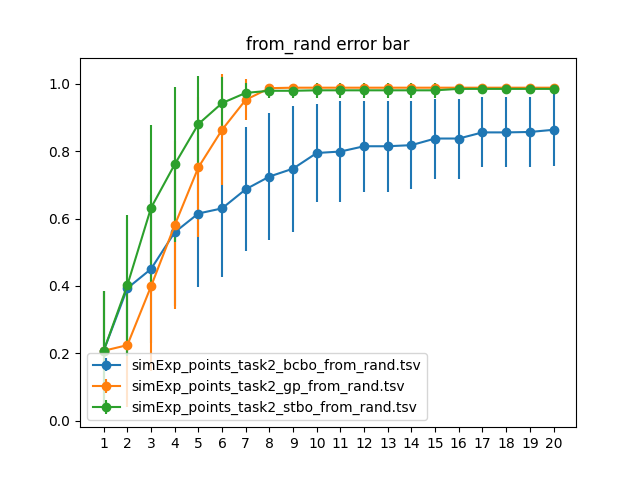 from_rand error bar
1.0
0.8
0.6
0.4
0.2
0.0
simExp_points_task2_bcbo_from_rand.tsv
simExp_points_task2_gp_from_rand.tsv
simExp_points_task2_stbo_from_rand.tsv
1 2 3 4 5 6 7 8 9 10 11 12 13 14 15 16 17 18 19 20